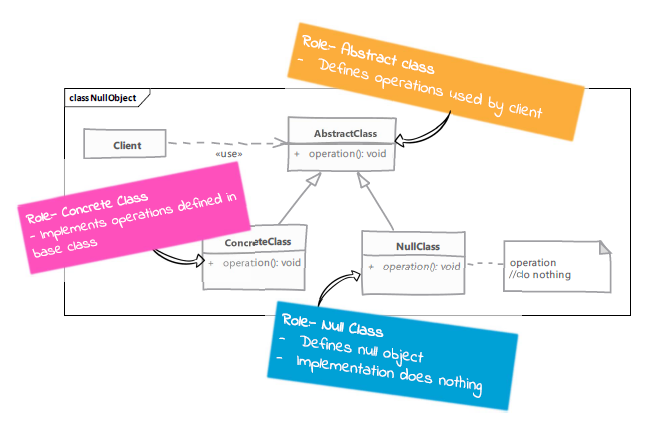 Role- Abstract class
- Defines operations used by client
class NullObject
Client
«use»
AbstractClass
+ operation(): void
Role- Concrete Class
- Implements operations defined in
base class
ConcreteClass
+ operation(): void
NullClass
+ operation(): void
operation
//do nothing
Role- Null Class
- Defines null object
- Implementation does nothing